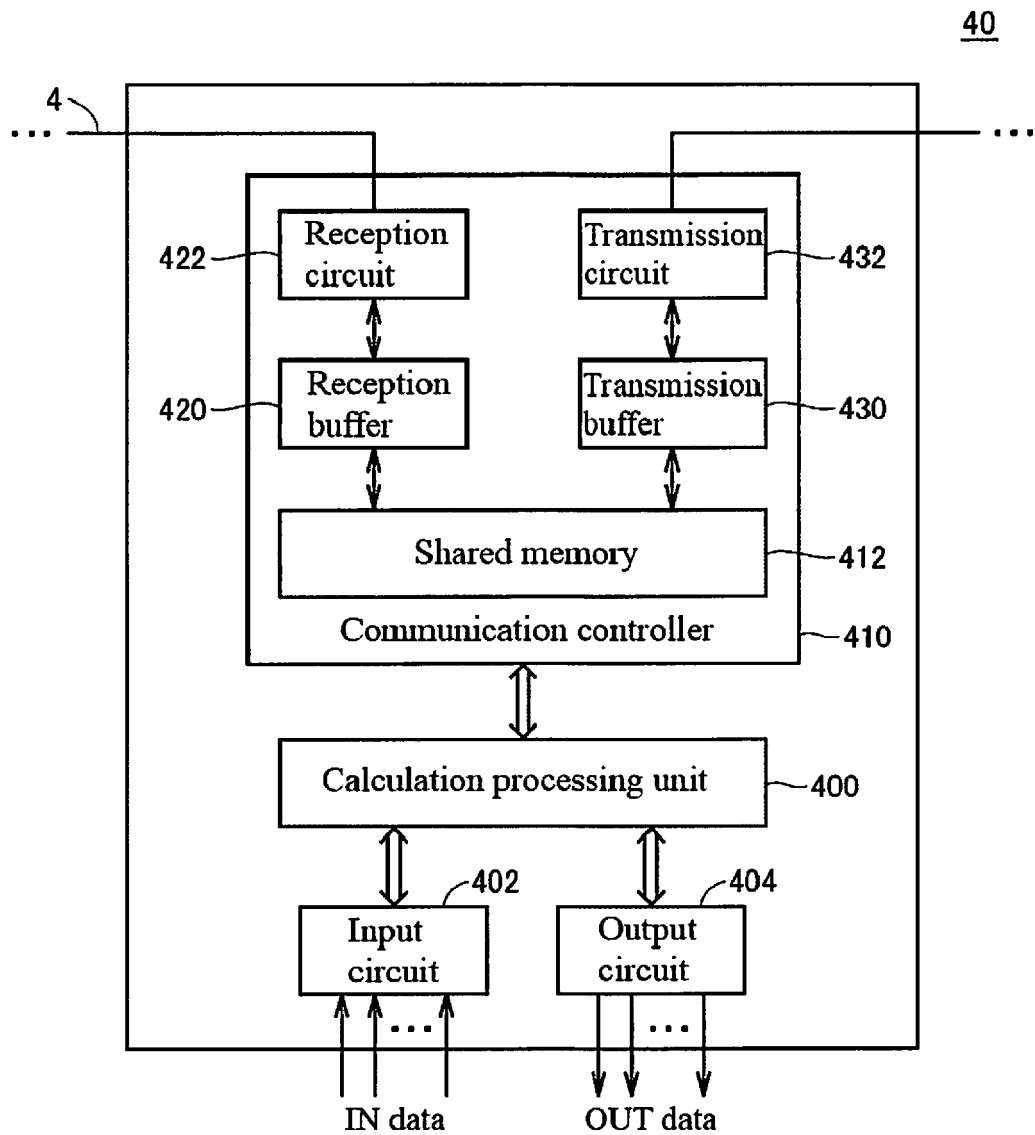 40
4
... ...
Reception
circuit
422
Transmission
circuit
432
Reception
buffer
420
Transmission
buffer
430
Shared memory
412
Communication controller
410
Calculation processing unit
400
402
404
Input
circuit
Output
circuit
... ...
IN data
OUT data